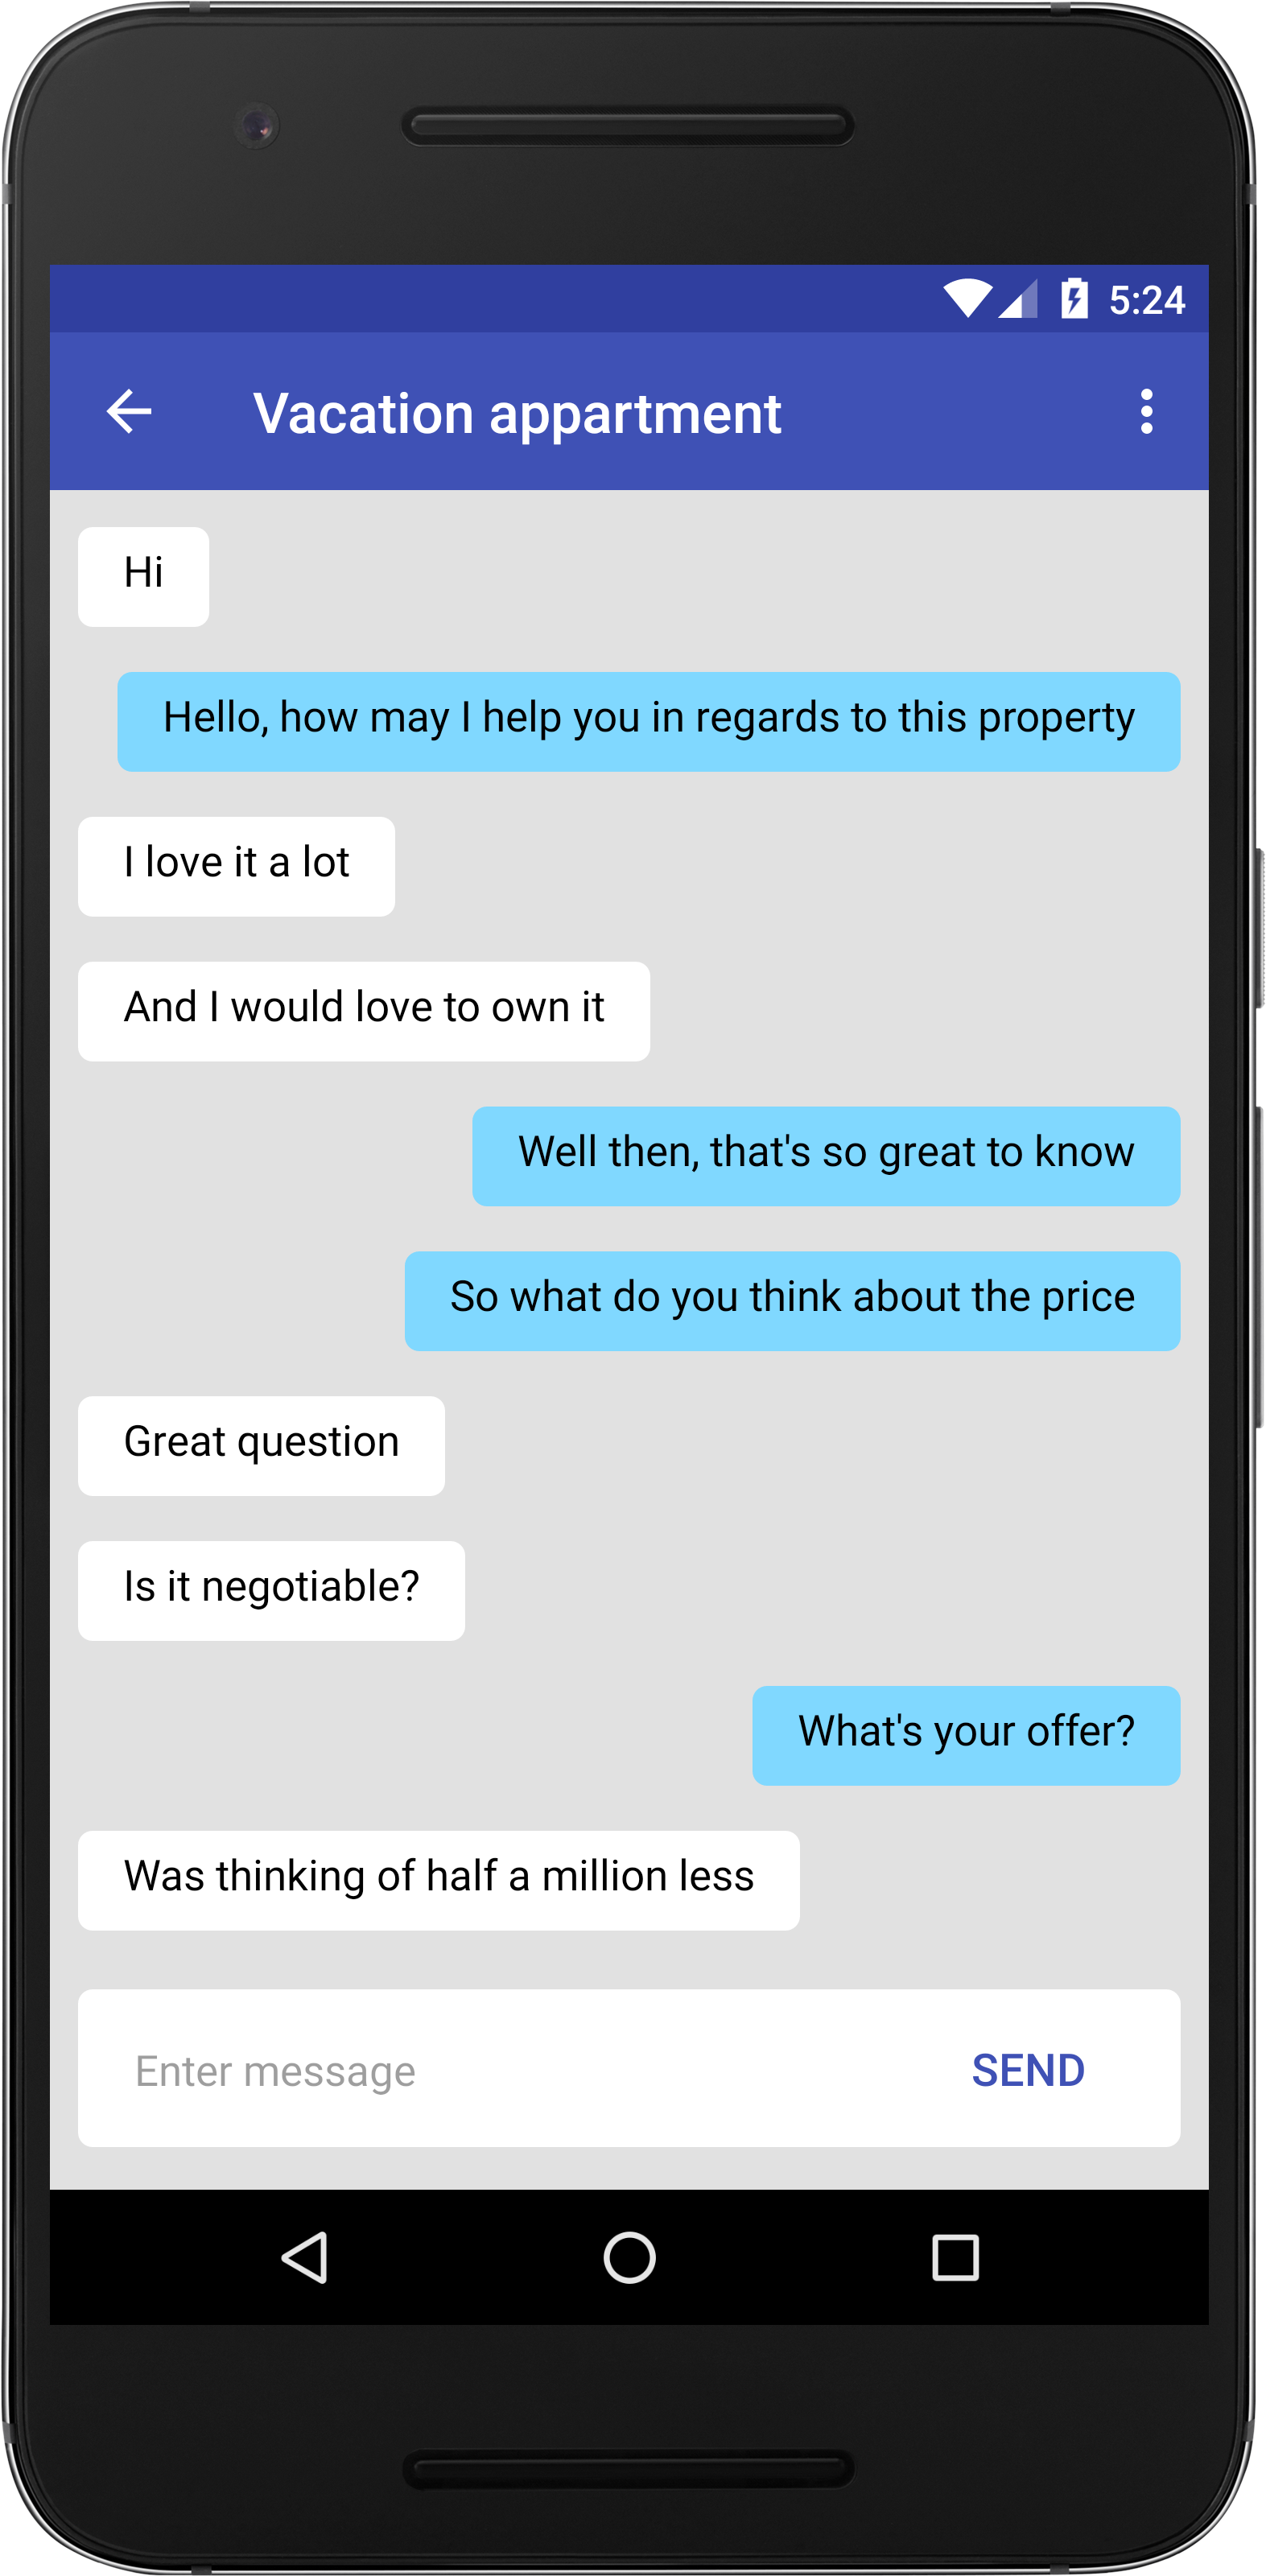 5:24
Vacation appartment
Hi
Hello, how may I help you in regards to this property
I love it a lot
And I would love to own it
Well then, that's so great to know
So what do you think about the price
Great question
Is it negotiable?
What's your offer?
Was thinking of half a million less
Enter message
SEND